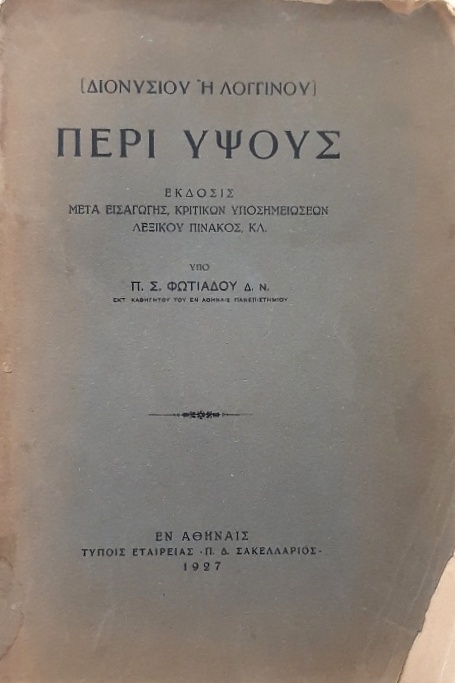 [ΔΙΟΝΥΣΙΟΥ Ἢ ΛΟΓΓΙΝΟΥ]
ΠΕΡΙ ΥΨΟΥΣ
ΕΚΔΟΣΙΣ
ΜΕΤΑ ΕΙΣΑΓΩΓΗΣ, ΚΡΙΤΙΚΩΝ ΥΠΟΣΗΜΕΙΩΣΕΩΝ
ΛΕΞΙΚΟΥ ΠΙΝΑΚΟΣ, ΚΛ.
ΥΠΟ
Π. Σ. ΦΩΤΙΑΔΟΥ Δ. Ν.
ΕΚΤ. ΚΑΘΗΓΗΤΟΥ ΤΟΥ ΕΝ ΑΘΗΝΑΙΣ ΠΑΝΕΠΙΣΤΗΜΙΟΥ
ΕΝ ΑΘΗΝΑΙΣ
ΤΥΠΟΙΣ ΕΤΑΙΡΕΙΑΣ «Π. Δ. ΣΑΚΕΛΛΑΡΙΟΣ»
1927